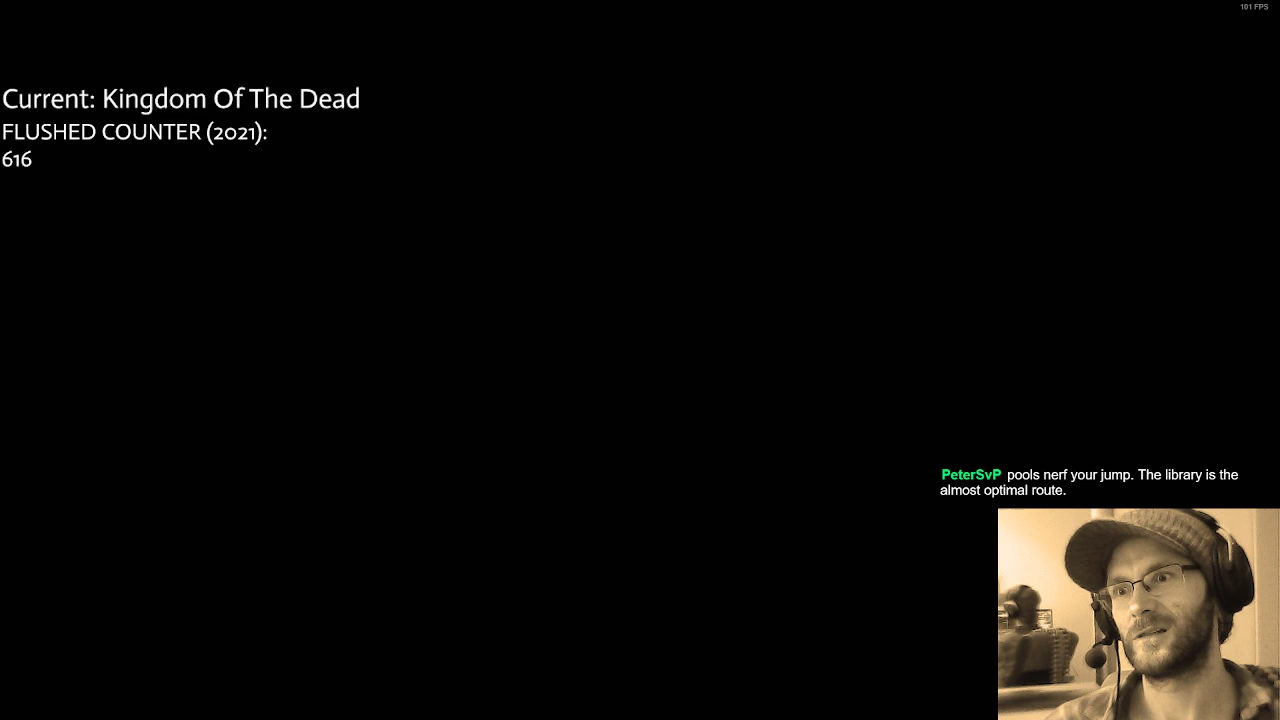 101 FPS
Current: Kingdom Of The Dead
FLUSHED COUNTER (2021):
616
PeterSvP pools nerf your jump. The library is the
almost optimal route.